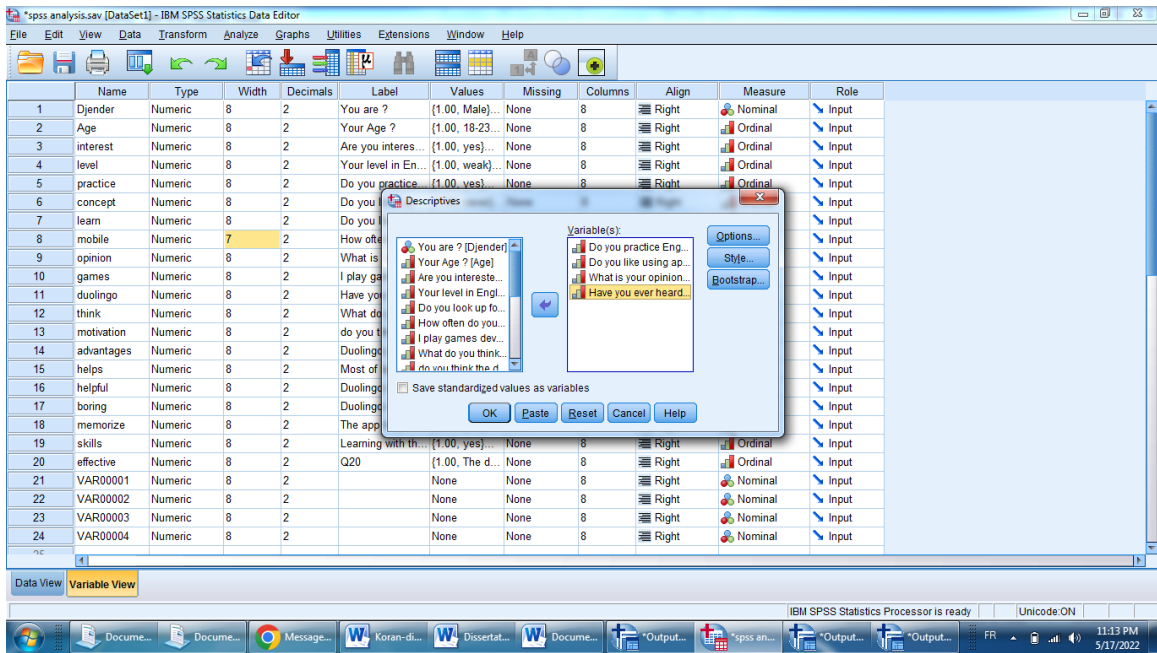 *spss analysis.sav [DataSet1] - IBM SPSS Statistics Data Editor
File Edit View Data Transform Analyze Graphs Utilities Extensions Window Help
Name Type Width Decimals Label Values Missing Columns Align Measure Role
1 Djender Numeric 8 2 You are ? {1.00, Male}... None 8 Right Nominal Input
2 Age Numeric 8 2 Your Age ? {1.00, 18-23... None 8 Right Ordinal Input
3 interest Numeric 8 2 Are you interes... {1.00, yes}... None 8 Right Ordinal Input
4 level Numeric 8 2 Your level in En... {1.00, weak}... None 8 Right Ordinal Input
5 practice Numeric 8 2 Do you practice... {1.00, yes}... None 8 Right Ordinal Input
6 concept Numeric 8 2 Do you Input
7 learn Numeric 8 2 Do you Input
8 mobile Numeric 7 2 How ofte Input
9 opinion Numeric 8 2 What is Input
10 games Numeric 8 2 I play ga Input
11 duolingo Numeric 8 2 Have yo Input
12 think Numeric 8 2 What do Input
13 motivation Numeric 8 2 do you t Input
14 advantages Numeric 8 2 Duoling Input
15 helps Numeric 8 2 Most of Input
16 helpful Numeric 8 2 Duoling Input
17 boring Numeric 8 2 Duoling Input
18 memorize Numeric 8 2 The app Input
19 skills Numeric 8 2 Learning with th... {1.00, yes}... None 8 Right Ordinal Input
20 effective Numeric 8 2 Q20 {1.00, The d... None 8 Right Ordinal Input
21 VAR00001 Numeric 8 2 None None 8 Right Nominal Input
22 VAR00002 Numeric 8 2 None None 8 Right Nominal Input
23 VAR00003 Numeric 8 2 None None 8 Right Nominal Input
24 VAR00004 Numeric 8 2 None None 8 Right Nominal Input
Descriptives
Variable(s):
You are ? [Djender]
Your Age ? [Age]
Are you intereste...
Your level in Engl...
Do you look up fo...
How often do you...
I play games dev...
What do you think...
do you think the d...
Do you practice Eng...
Do you like using ap...
What is your opinion...
Have you ever heard...
Options...
Style...
Bootstrap...
Save standardized values as variables
OK Paste Reset Cancel Help
Data View Variable View
IBM SPSS Statistics Processor is ready Unicode:ON
Docume... Docume... Message... Koran-di... Dissertat... Docume... *Output... *spss an... *Output... *Output... FR 11:13 PM
5/17/2022